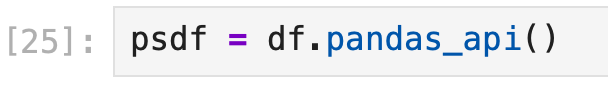 [25]: psdf = df.pandas_api()